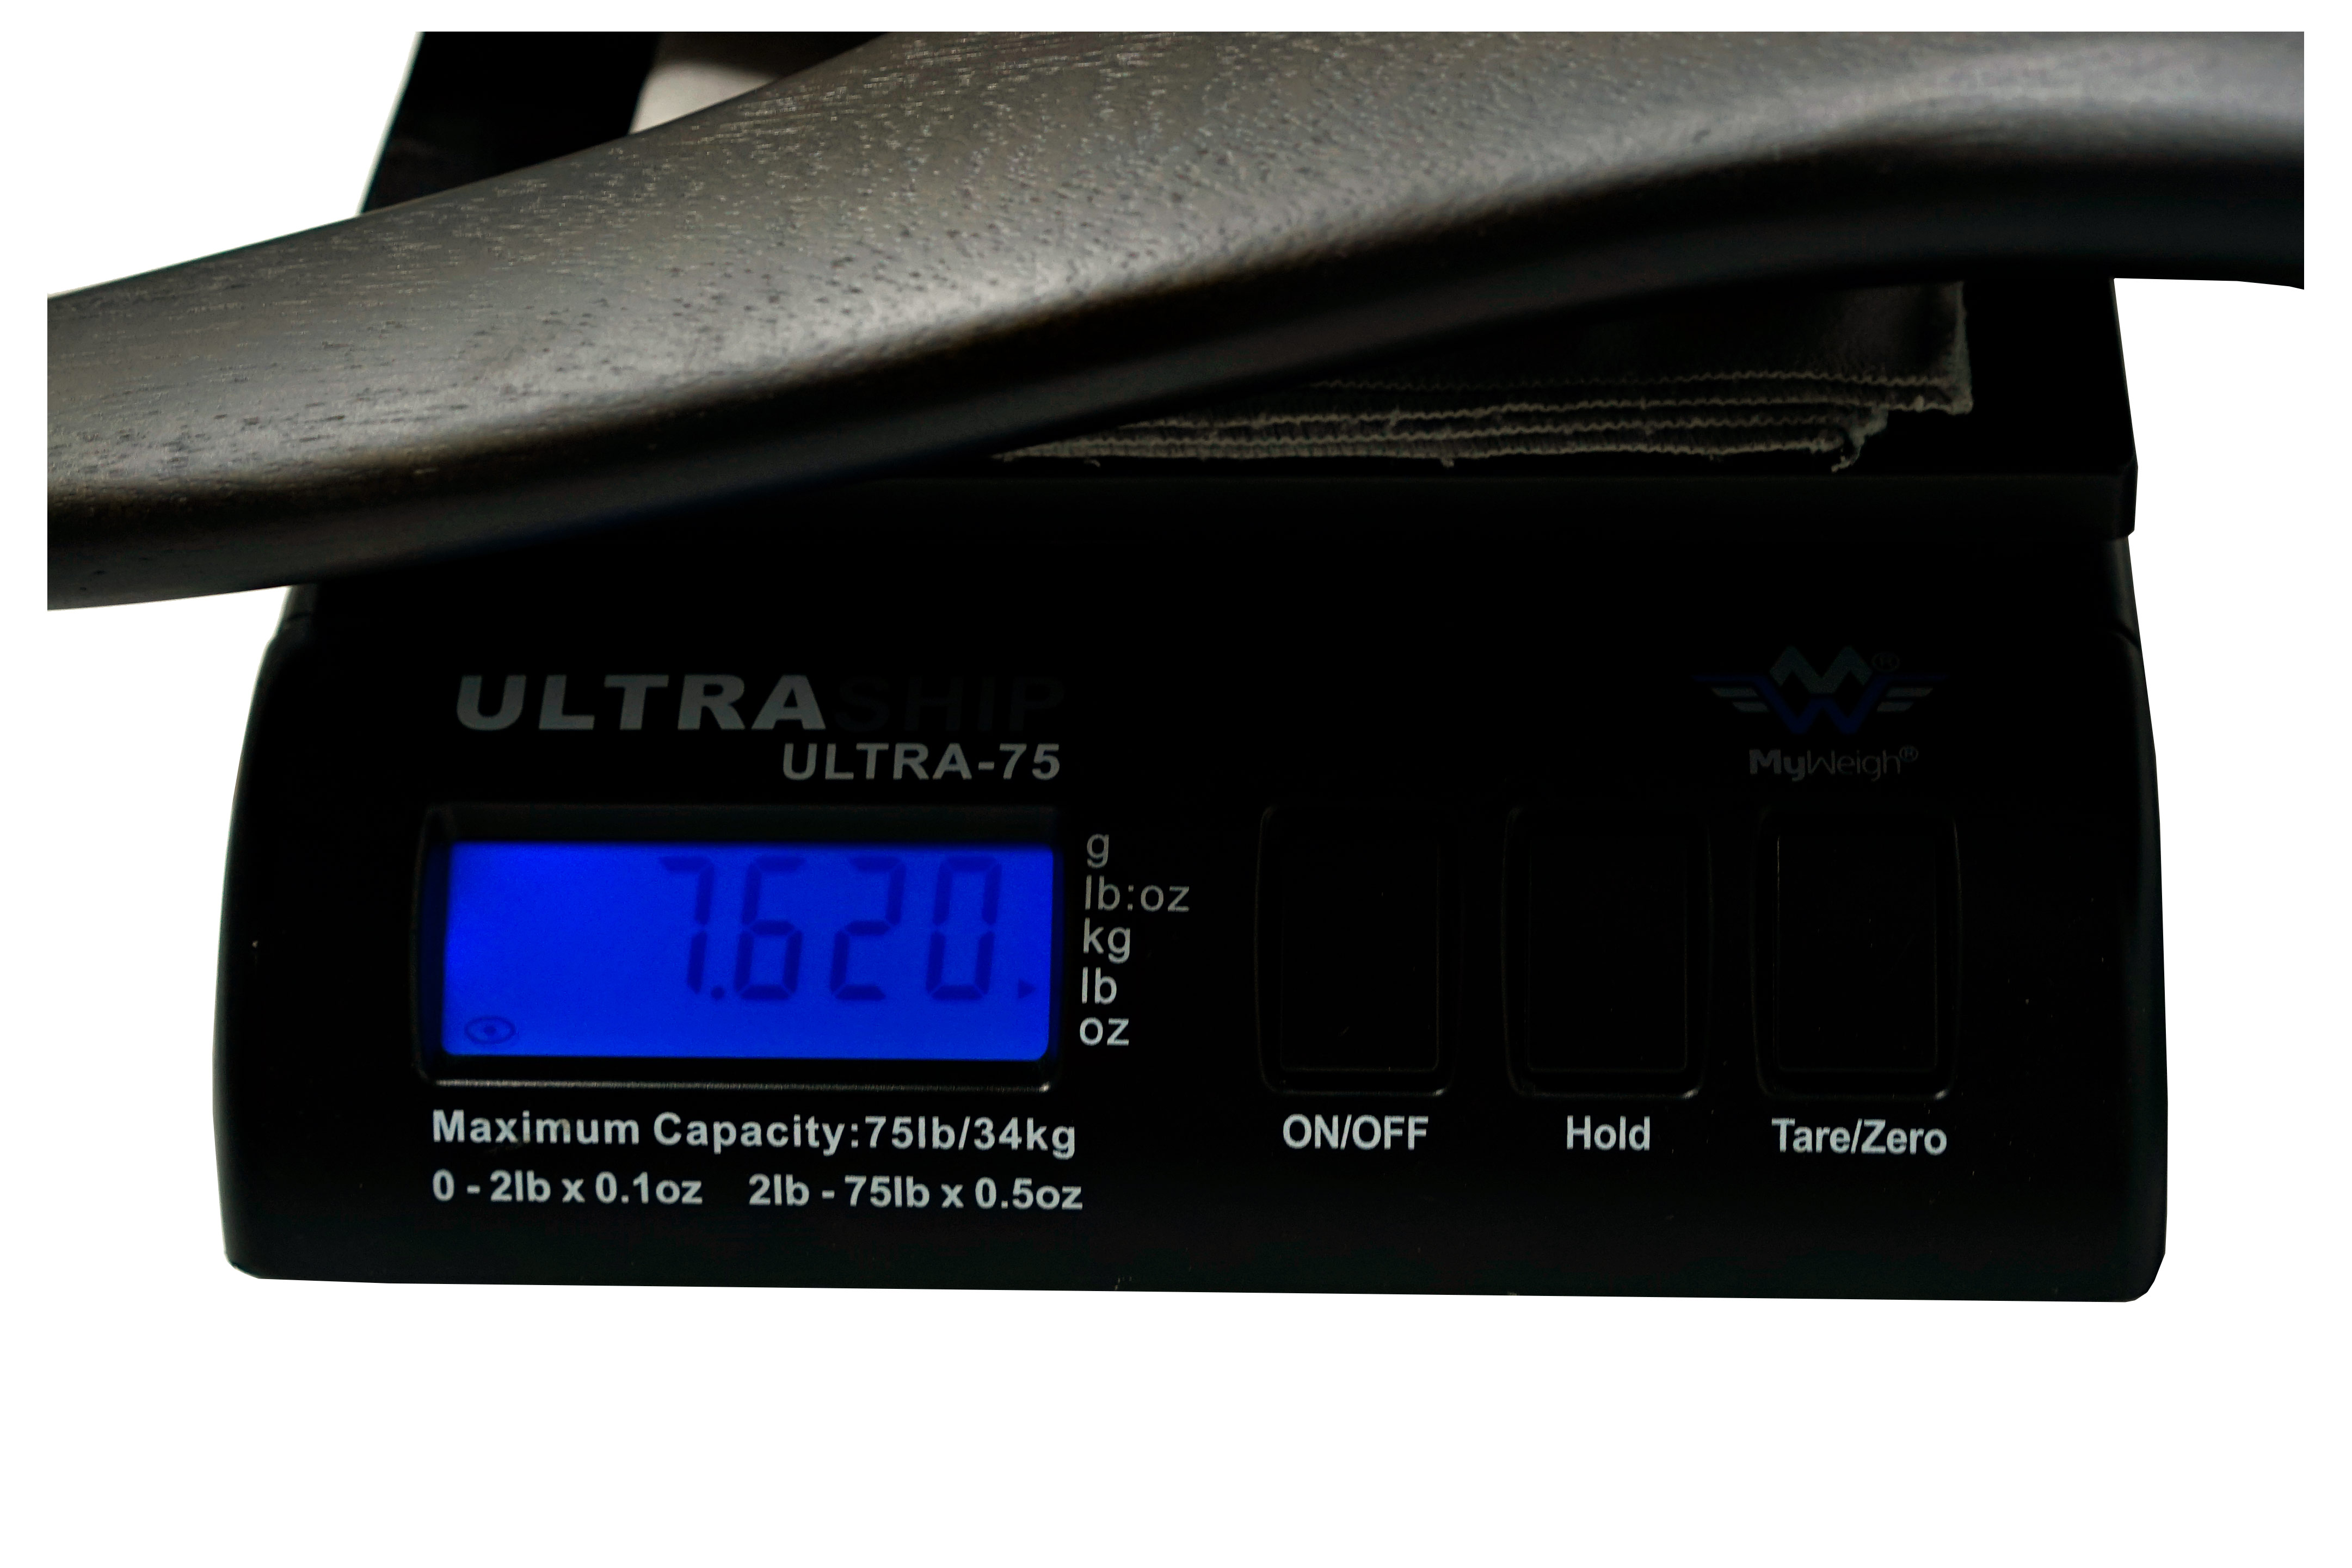 ULTRASHIP
ULTRA-75
MW®
MyWeigh®
7.620
g
lb:oz
kg
lb
oz
Maximum Capacity:75lb/34kg
0 - 2lb x 0.1oz 2lb - 75lb x 0.5oz
ON/OFF
Hold
Tare/Zero